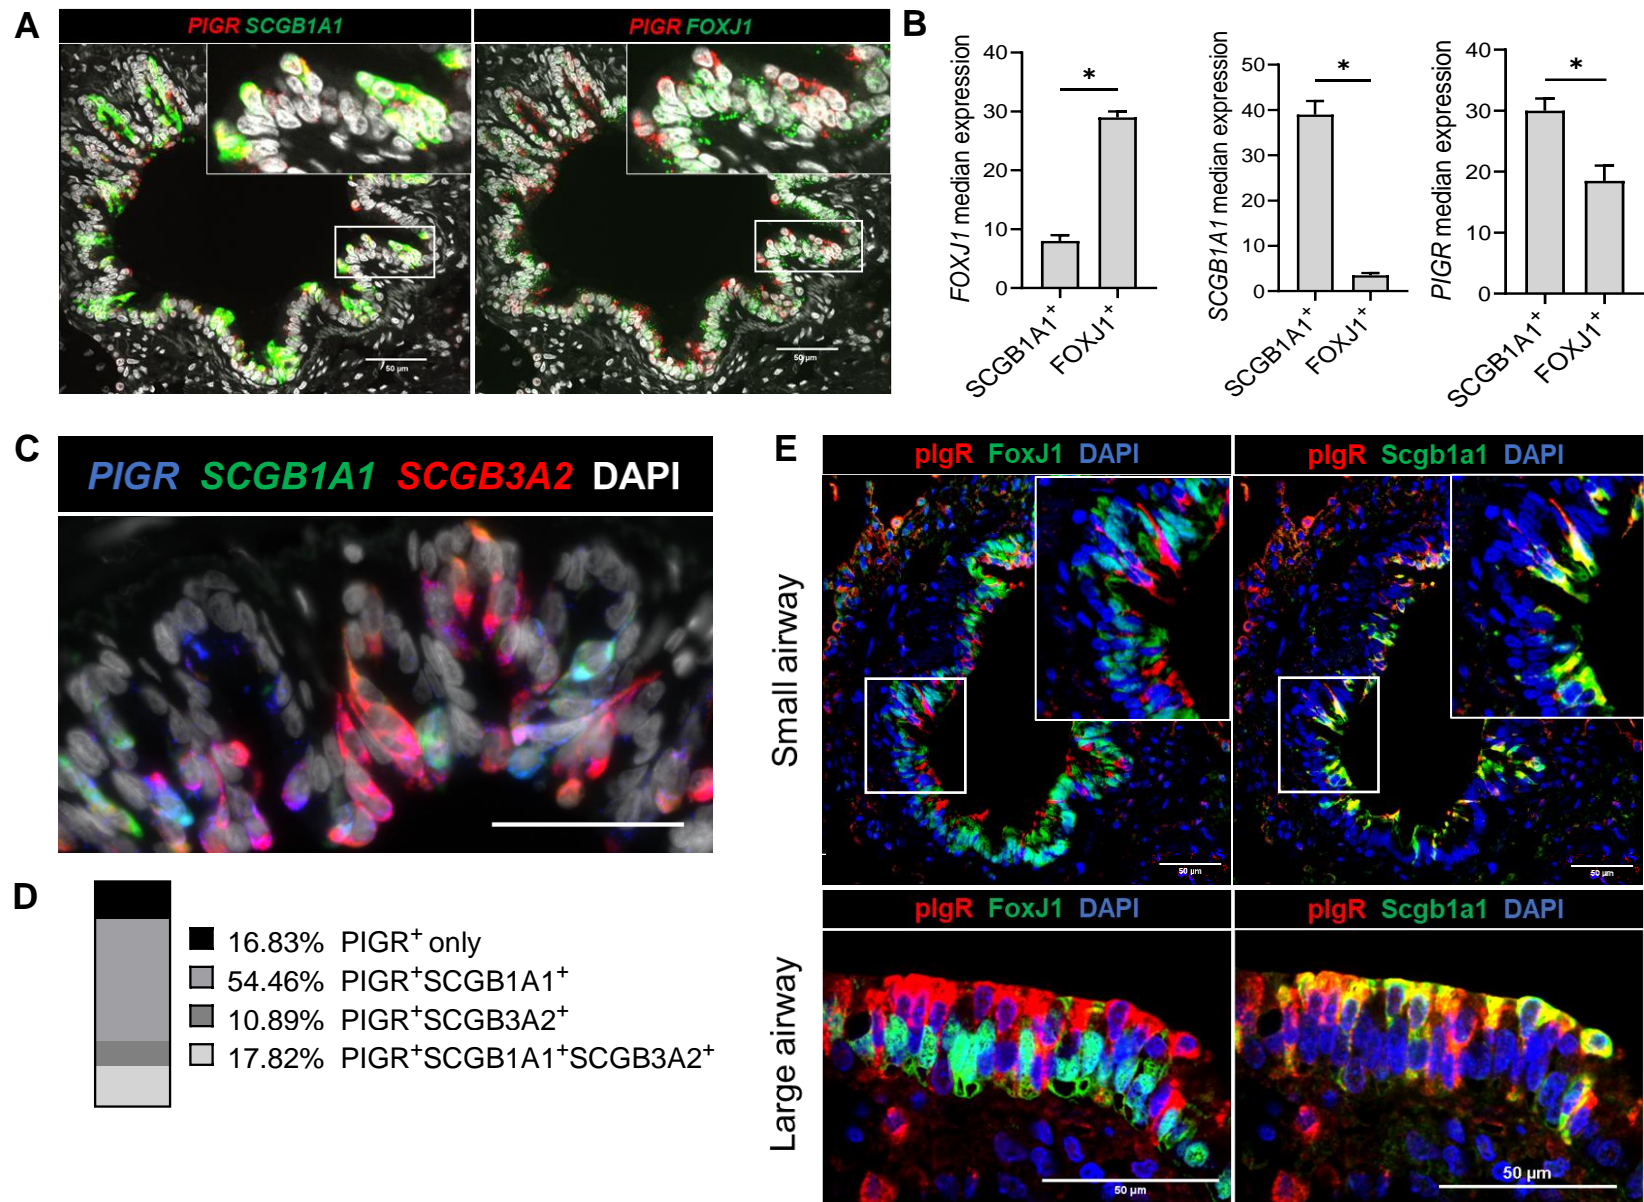 A
PIGR SCGB1A1
PIGR FOXJ1
50 µm
50 µm
B
FOXJ1 median expression
40
30
20
10
0
*
SCGB1A1+
FOXJ1+
SCGB1A1 median expression
50
40
30
20
10
0
*
SCGB1A1+
FOXJ1+
PIGR median expression
40
30
20
10
0
*
SCGB1A1+
FOXJ1+
C
PIGR SCGB1A1 SCGB3A2 DAPI
D
16.83% PIGR+ only
54.46% PIGR+SCGB1A1+
10.89% PIGR+SCGB3A2+
17.82% PIGR+SCGB1A1+SCGB3A2+
E
pIgR FoxJ1 DAPI
pIgR Scgb1a1 DAPI
Small airway
50 µm
50 µm
pIgR FoxJ1 DAPI
pIgR Scgb1a1 DAPI
Large airway
50 µm
50 µm